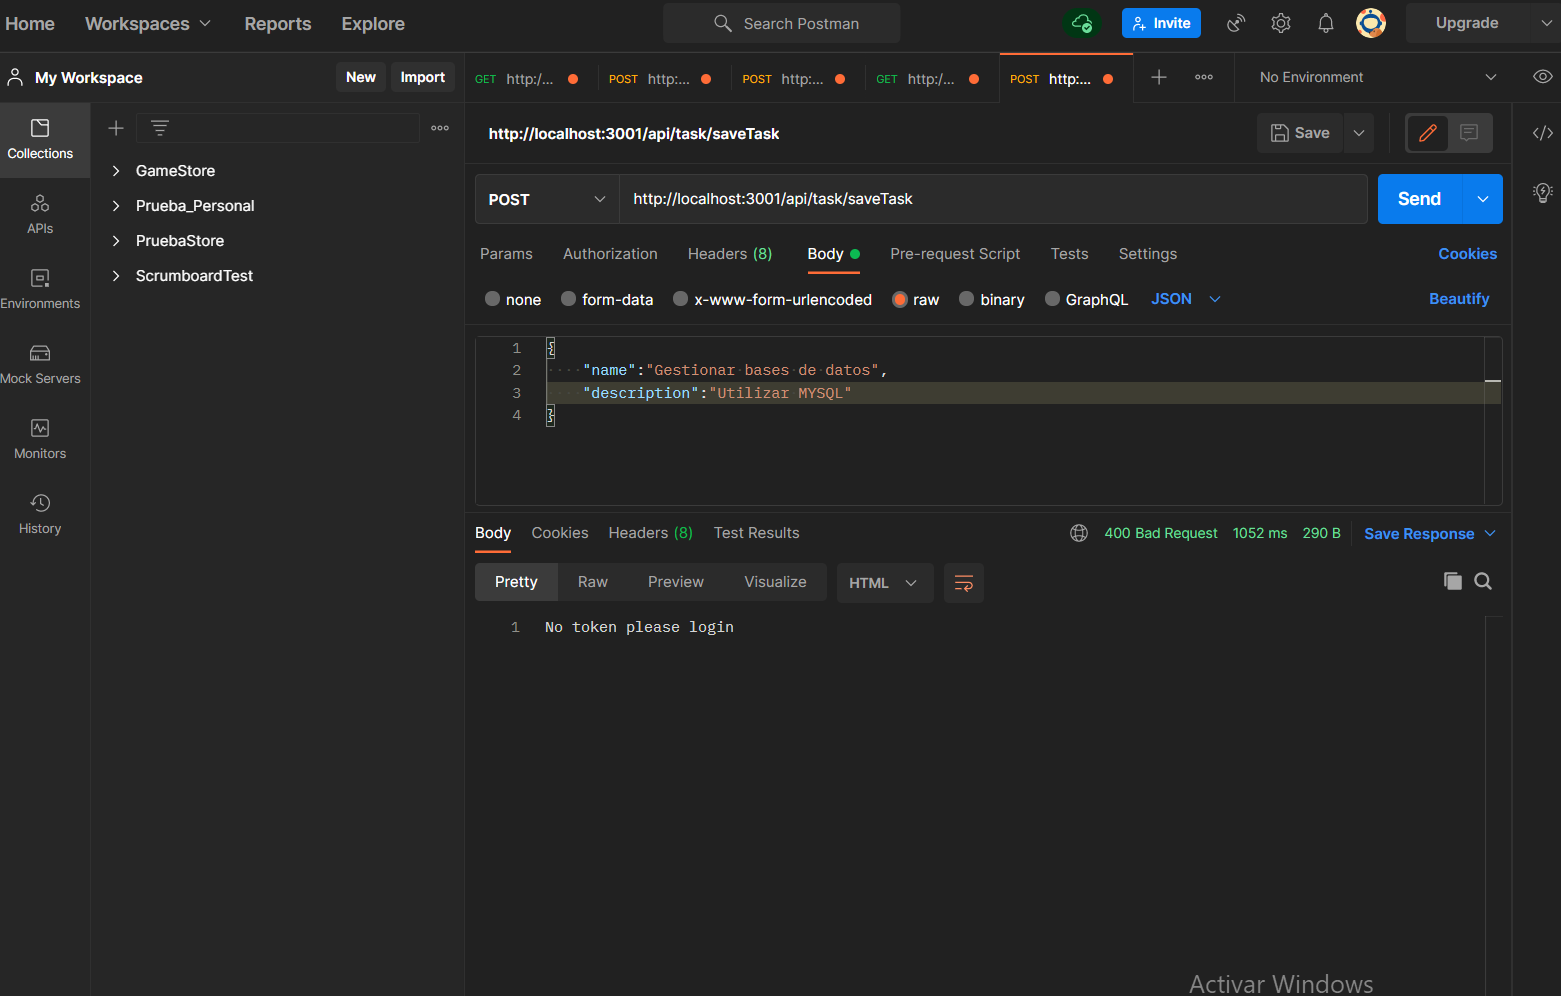 Home Workspaces Reports Explore Search Postman Invite Upgrade
My Workspace New Import GET http:/... POST http:... POST http:... GET http:/... POST http:... No Environment
Collections
APIs
Environments
Mock Servers
Monitors
History
GameStore
Prueba_Personal
PruebaStore
ScrumboardTest
http://localhost:3001/api/task/saveTask Save
POST http://localhost:3001/api/task/saveTask Send
Params Authorization Headers (8) Body Pre-request Script Tests Settings Cookies
none form-data x-www-form-urlencoded raw binary GraphQL JSON Beautify
1 {
2 "name":"Gestionar bases de datos",
3 "description":"Utilizar MYSQL"
4 }
Body Cookies Headers (8) Test Results 400 Bad Request 1052 ms 290 B Save Response
Pretty Raw Preview Visualize HTML
1 No token please login
Activar Windows